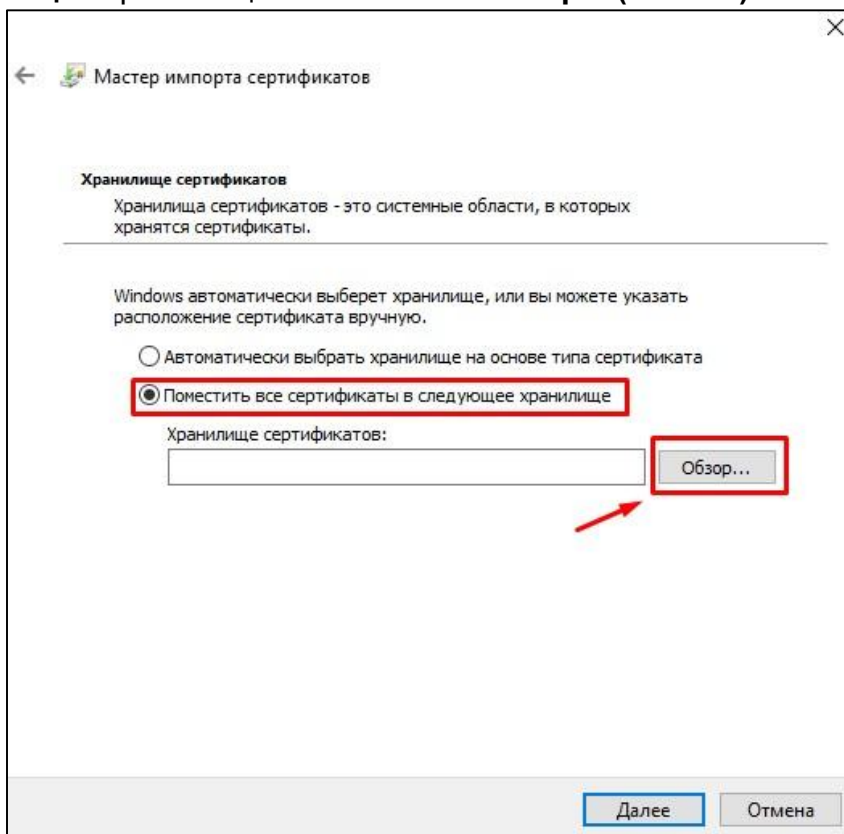 Мастер импорта сертификатов
Хранилище сертификатов
Хранилища сертификатов - это системные области, в которых
хранятся сертификаты.
Windows автоматически выберет хранилище, или вы можете указать
расположение сертификата вручную.
Автоматически выбрать хранилище на основе типа сертификата
Поместить все сертификаты в следующее хранилище
Хранилище сертификатов:
Обзор...
Далее
Отмена